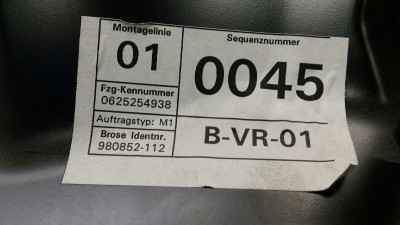 Montagelinie
01
Sequenznummer
0045
Fzg-Kennummer
0625254938
Auftragstyp: M1
Brose Identnr.
980852-112
B-VR-01